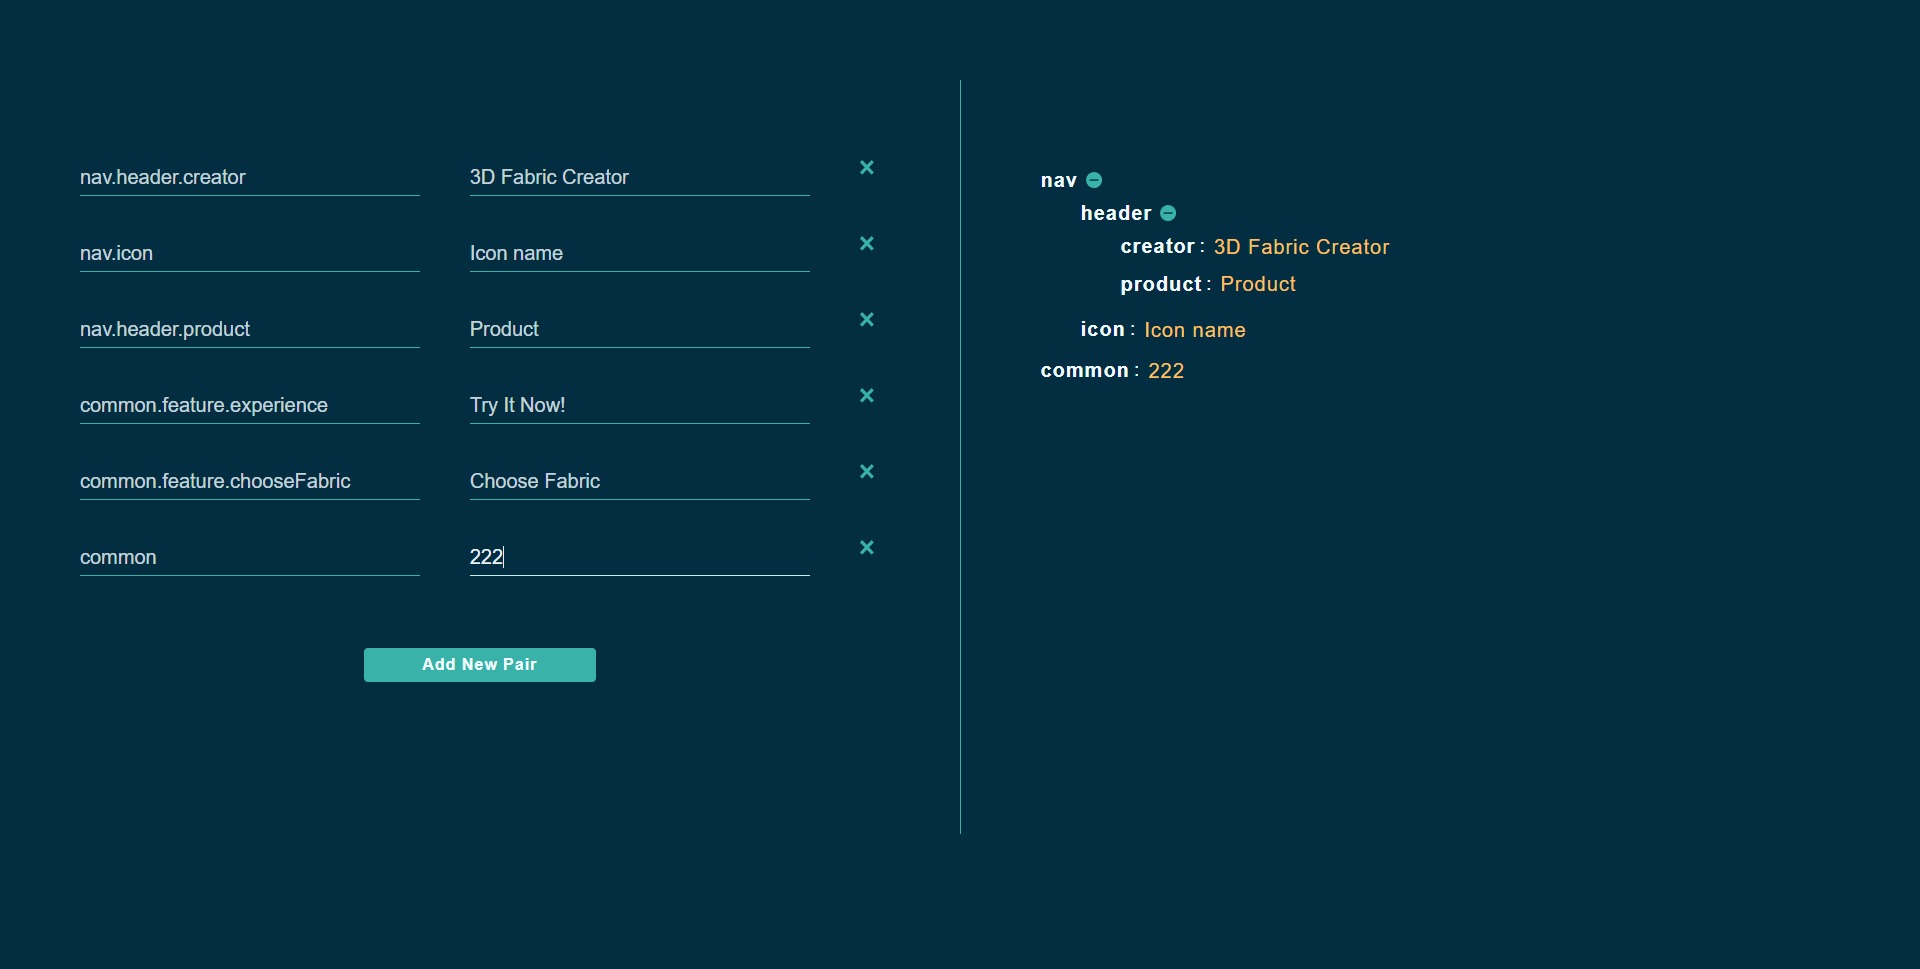 nav.header.creator 3D Fabric Creator
nav.icon Icon name
nav.header.product Product
common.feature.experience Try It Now!
common.feature.chooseFabric Choose Fabric
common 222
Add New Pair
nav
header
creator : 3D Fabric Creator
product : Product
icon : Icon name
common : 222